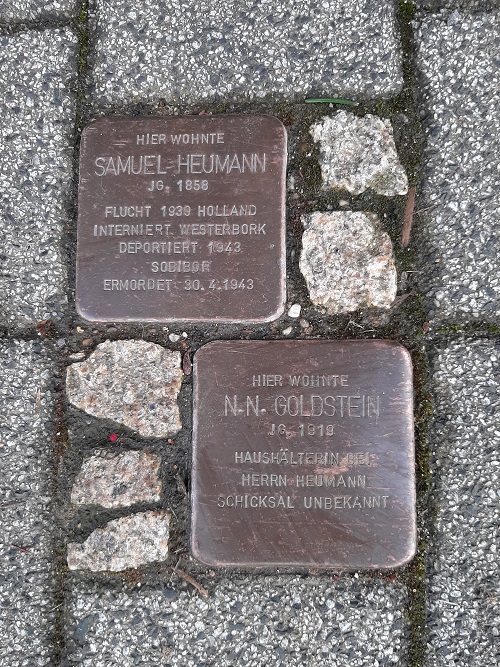 HIER WOHNTE
SAMUEL HEUMANN
JG. 1858
FLUCHT 1939 HOLLAND
INTERNIERT WESTERBORK
DEPORTIERT 1943
SOBIBOR
ERMORDET 30.4.1943
HIER WOHNTE
N.N. GOLDSTEIN
JG. 1919
HAUSHÄLTERIN BEI
HERRN HEUMANN
SCHICKSAL UNBEKANNT